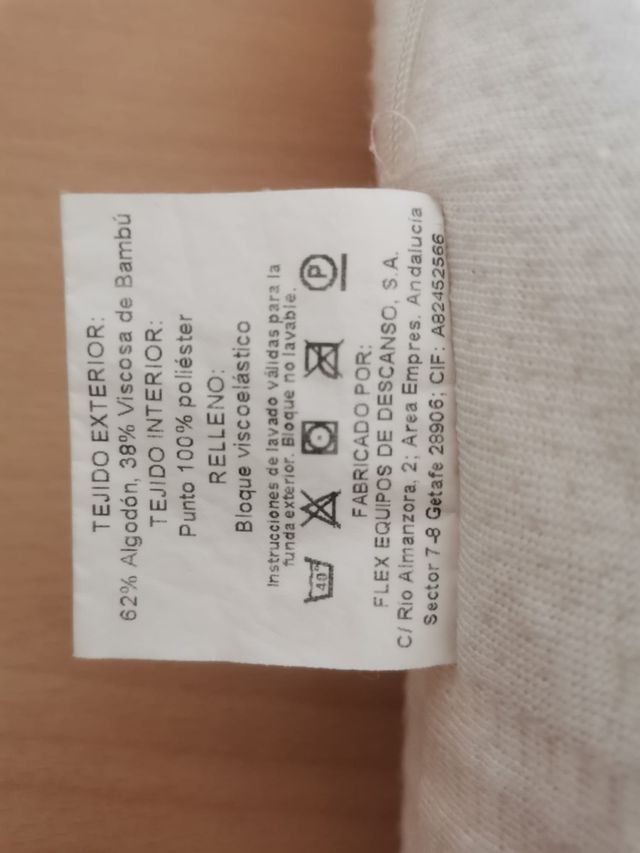 TEJIDO EXTERIOR:
62% Algodón, 38% Viscosa de Bambú
TEJIDO INTERIOR:
Punto 100% poliéster
RELLENO:
Bloque viscoelástico
Instrucciones de lavado válidas para la
funda exterior. Bloque no lavable.
40° P
FABRICADO POR:
FLEX EQUIPOS DE DESCANSO, S.A.
C/ Rio Almanzora, 2; Área Empres. Andalucía
Sector 7-8 Getafe 28906; CIF: A82452566